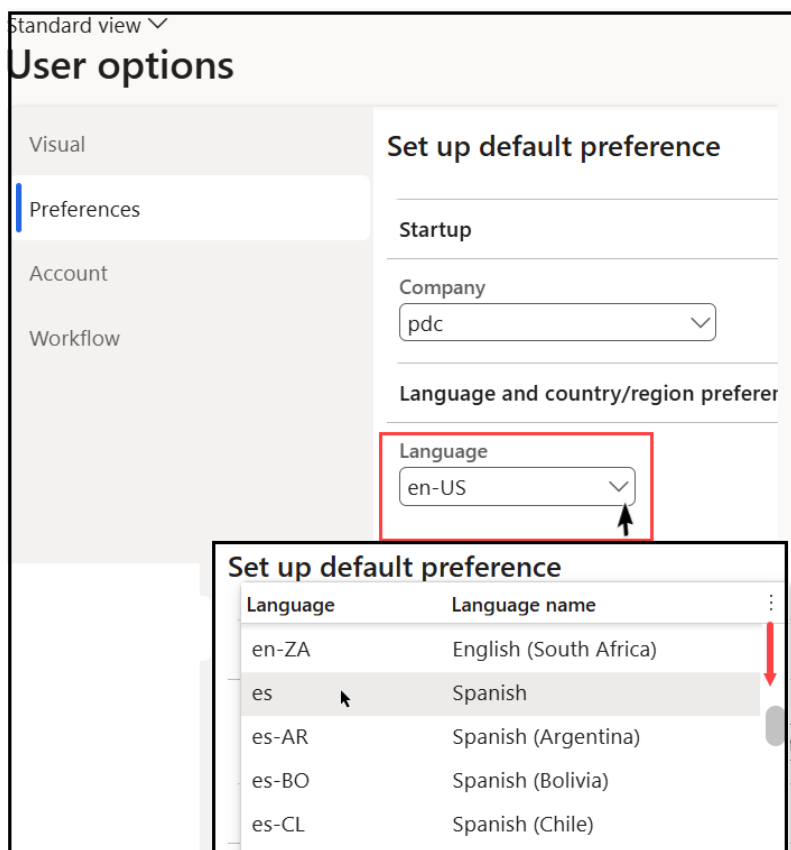 Standard view
User options
Visual
Preferences
Account
Workflow
Set up default preference
Startup
Company
pdc
Language and country/region prefere
Language
en-US
Set up default preference
Language Language name
en-ZA English (South Africa)
es Spanish
es-AR Spanish (Argentina)
es-BO Spanish (Bolivia)
es-CL Spanish (Chile)